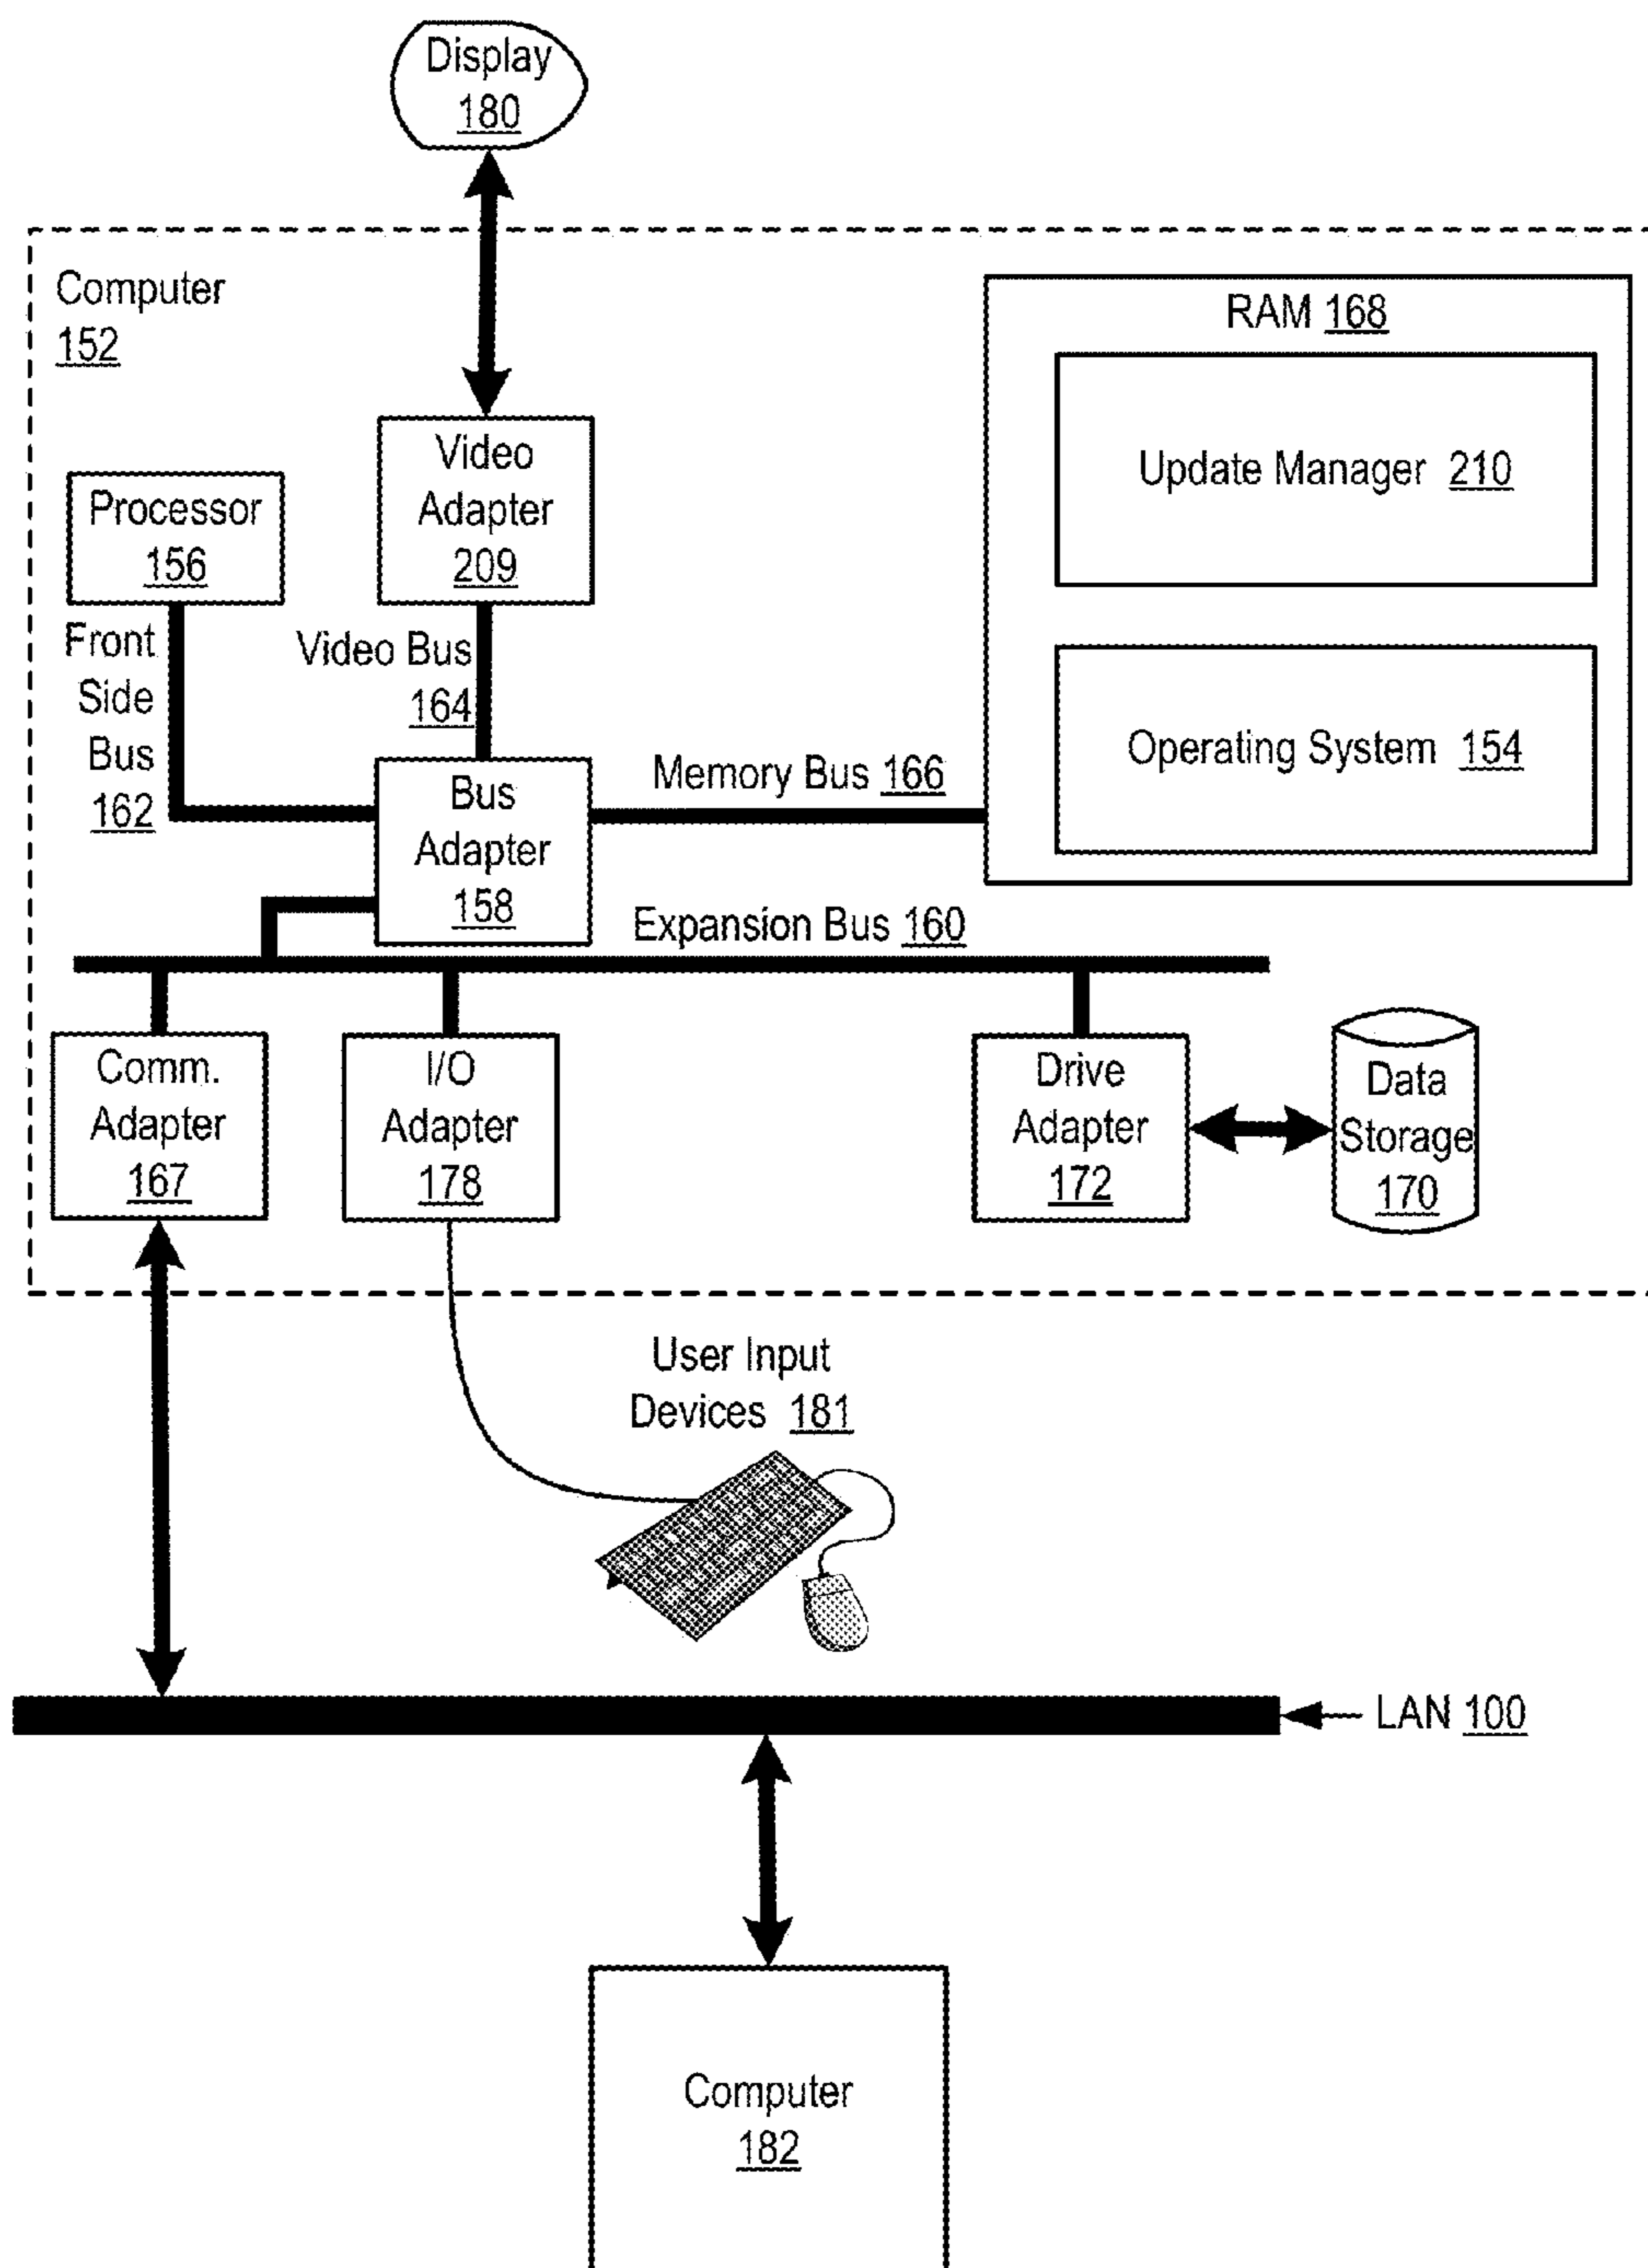 Display
180
Computer
152
RAM 168
Update Manager 210
Video
Adapter
209
Processor
156
Front
Side
Bus
162
Video Bus
164
Operating System 154
Memory Bus 166
Bus
Adapter
158
Expansion Bus 160
Comm.
Adapter
167
I/O
Adapter
178
Drive
Adapter
172
Data
Storage
170
User Input
Devices 181
LAN 100
Computer
182